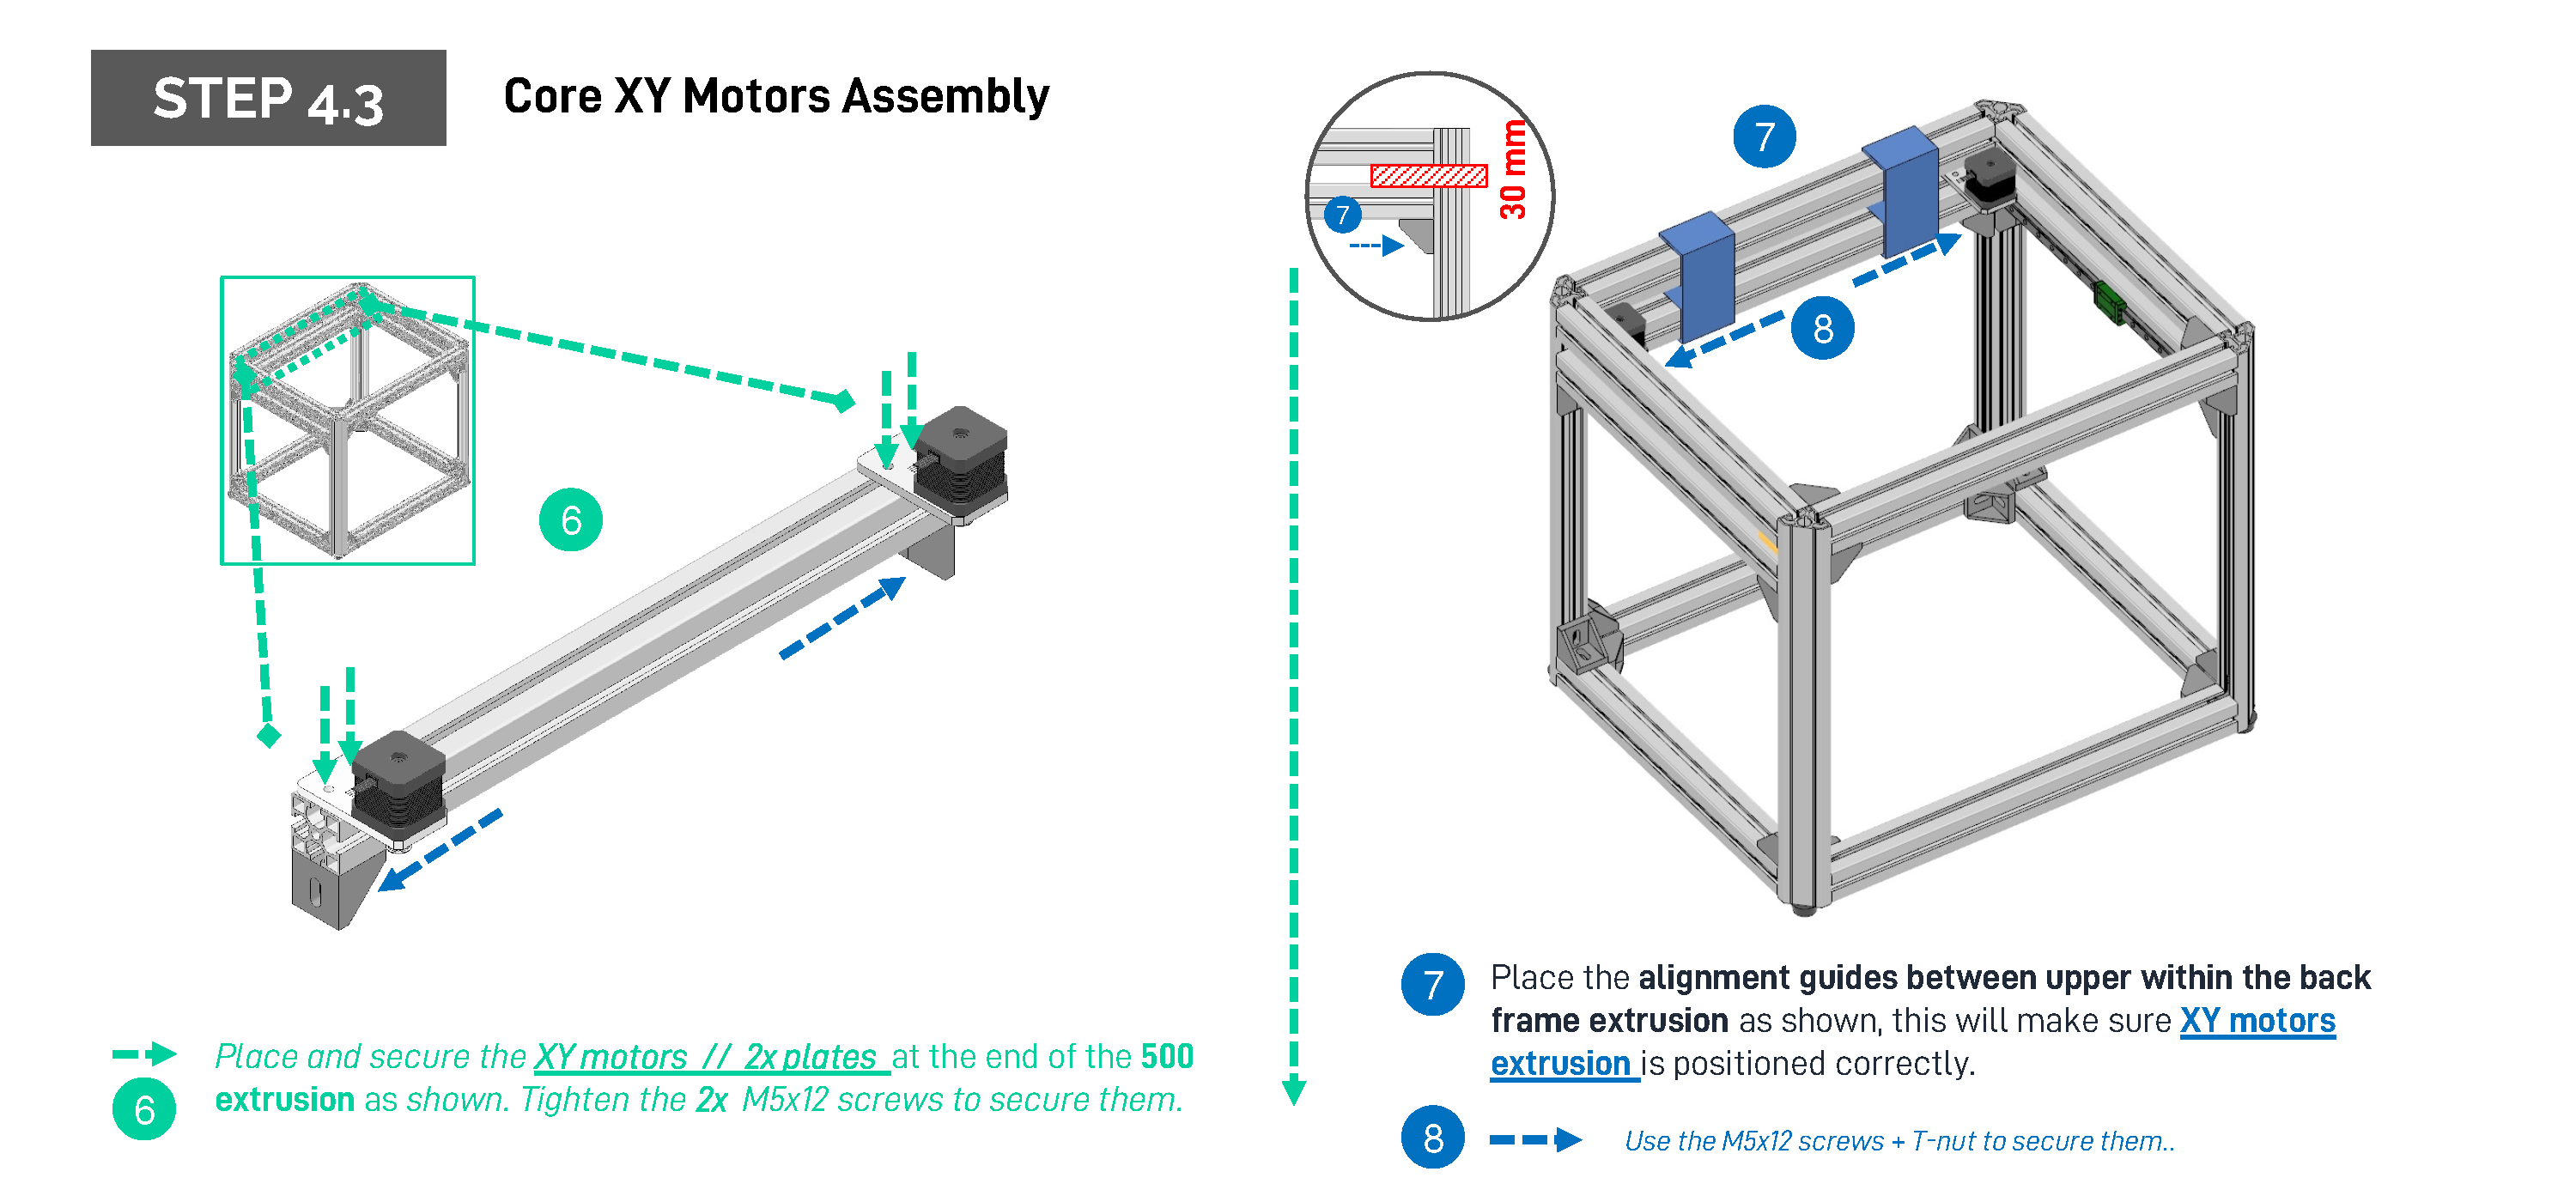 STEP 4.3
Core XY Motors Assembly
30 mm
7
7
8
6
Place and secure the XY motors // 2x plates at the end of the 500
6 extrusion as shown. Tighten the 2x M5x12 screws to secure them.
7 Place the alignment guides between upper within the back
frame extrusion as shown, this will make sure XY motors
extrusion is positioned correctly.
8 Use the M5x12 screws + T-nut to secure them..